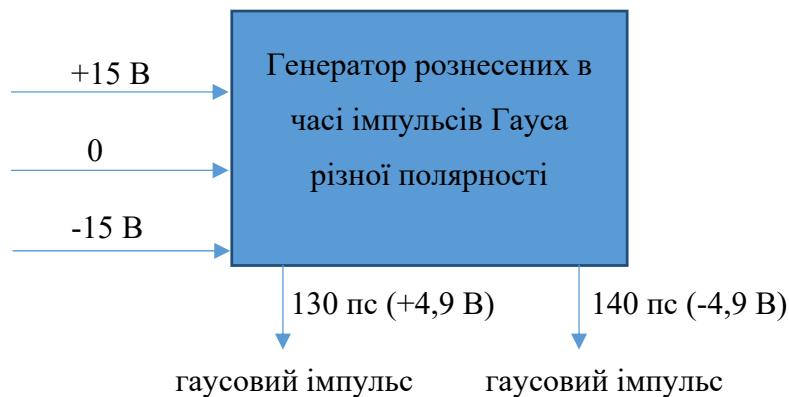 +15 В
0
-15 В
Генератор рознесених в
часі імпульсів Гауса
різної полярності
130 пс (+4,9 В)
140 пс (-4,9 В)
гаусовий імпульс
гаусовий імпульс